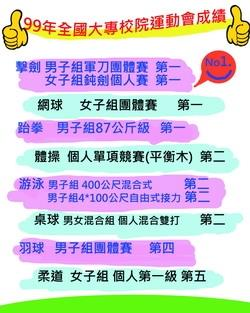 99年全國大專校院運動會成績
No1.
擊劍 男子組軍刀團體賽 第一
女子組鈍劍個人賽 第一
網球 女子組團體賽 第一
跆拳 男子組87公斤級 第一
體操 個人單項競賽(平衡木) 第二
游泳 男子組 400公尺混合式 第二
男子組4*100公尺自由式接力 第二
桌球 男女混合組 個人混合雙打 第二
羽球 男子組團體賽 第四
柔道 女子組 個人第一級 第五